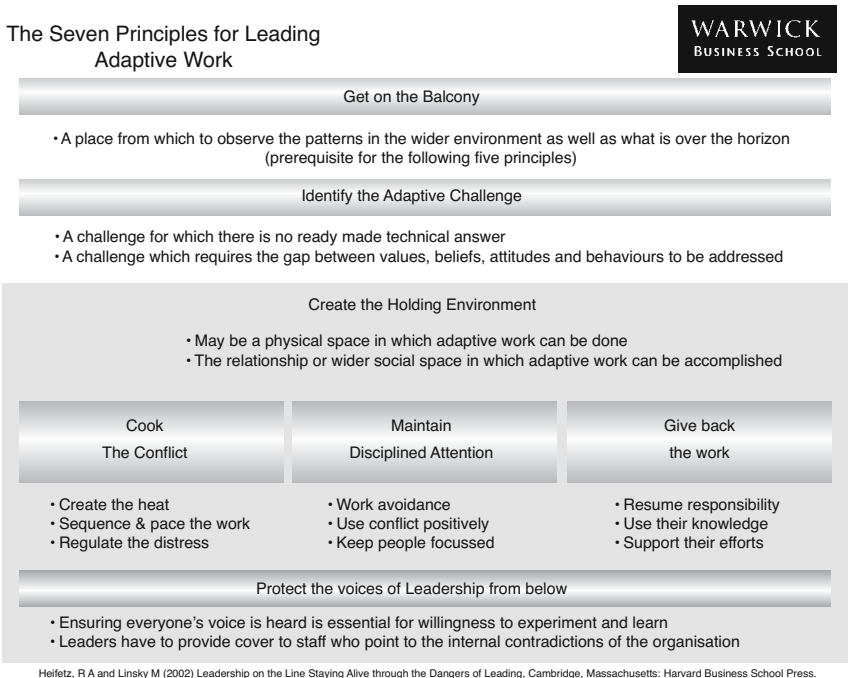 The Seven Principles for Leading
Adaptive Work
WARWICK
BUSINESS SCHOOL
Get on the Balcony
• A place from which to observe the patterns in the wider environment as well as what is over the horizon
(prerequisite for the following five principles)
Identify the Adaptive Challenge
• A challenge for which there is no ready made technical answer
• A challenge which requires the gap between values, beliefs, attitudes and behaviours to be addressed
Create the Holding Environment
• May be a physical space in which adaptive work can be done
• The relationship or wider social space in which adaptive work can be accomplished
Cook
The Conflict
• Create the heat
• Sequence & pace the work
• Regulate the distress
Maintain
Disciplined Attention
• Work avoidance
• Use conflict positively
• Keep people focussed
Give back
the work
• Resume responsibility
• Use their knowledge
• Support their efforts
Protect the voices of Leadership from below
• Ensuring everyone's voice is heard is essential for willingness to experiment and learn
• Leaders have to provide cover to staff who point to the internal contradictions of the organisation
Heifetz, R A and Linsky M (2002) Leadership on the Line Staying Alive through the Dangers of Leading, Cambridge, Massachusetts: Harvard Business School Press.